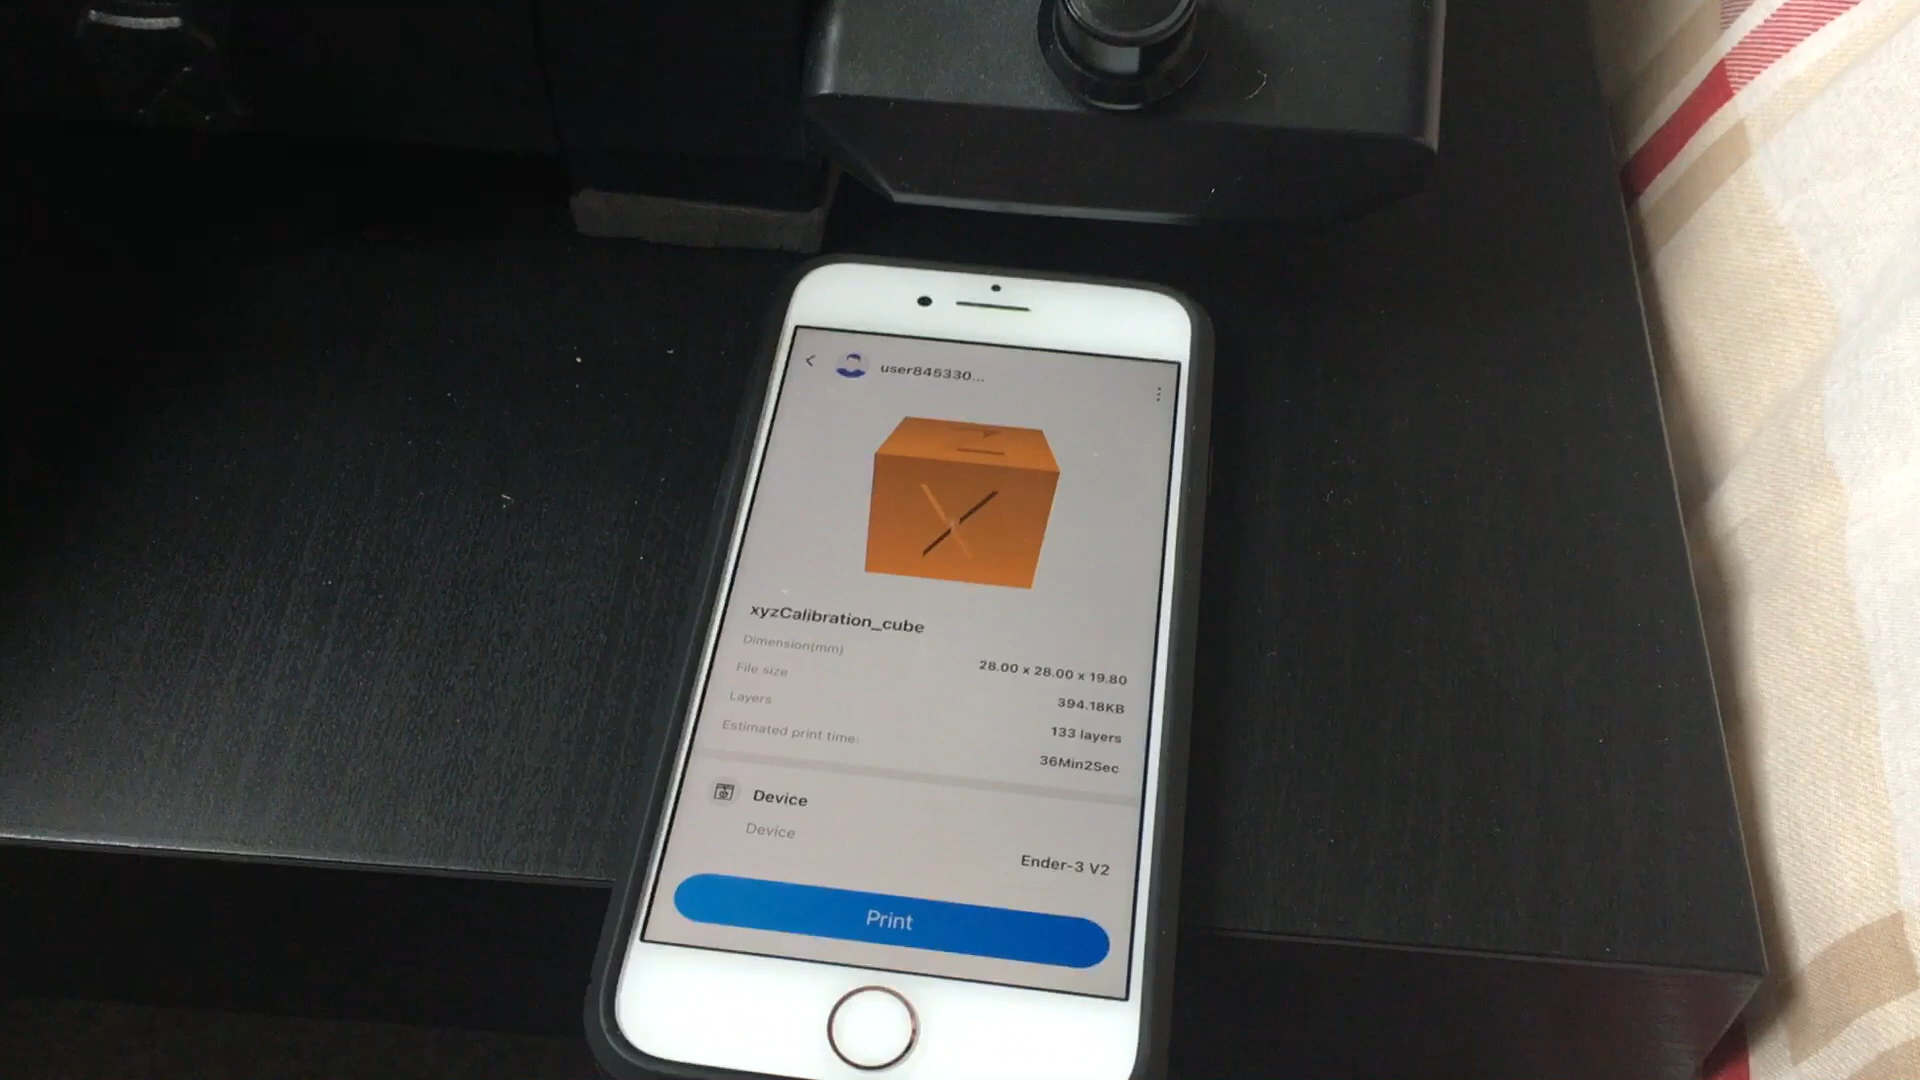 user845330...
X
xyzCalibration_cube
Dimension(mm)
28.00 x 28.00 x 19.80
File size
394.18KB
Layers
133 layers
Estimated print time:
36Min2Sec
Device
Device
Ender-3 V2
Print